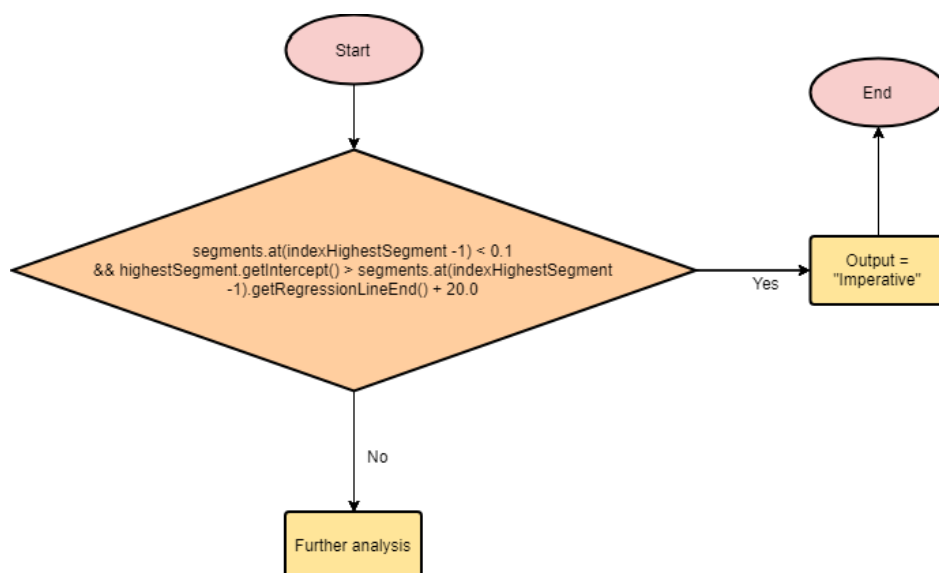 Start
End
segments.at(indexHighestSegment -1) < 0.1
&& highestSegment.getIntercept() > segments.at(indexHighestSegment
-1).getRegressionLineEnd() + 20.0
Yes
Output =
"Imperative"
No
Further analysis